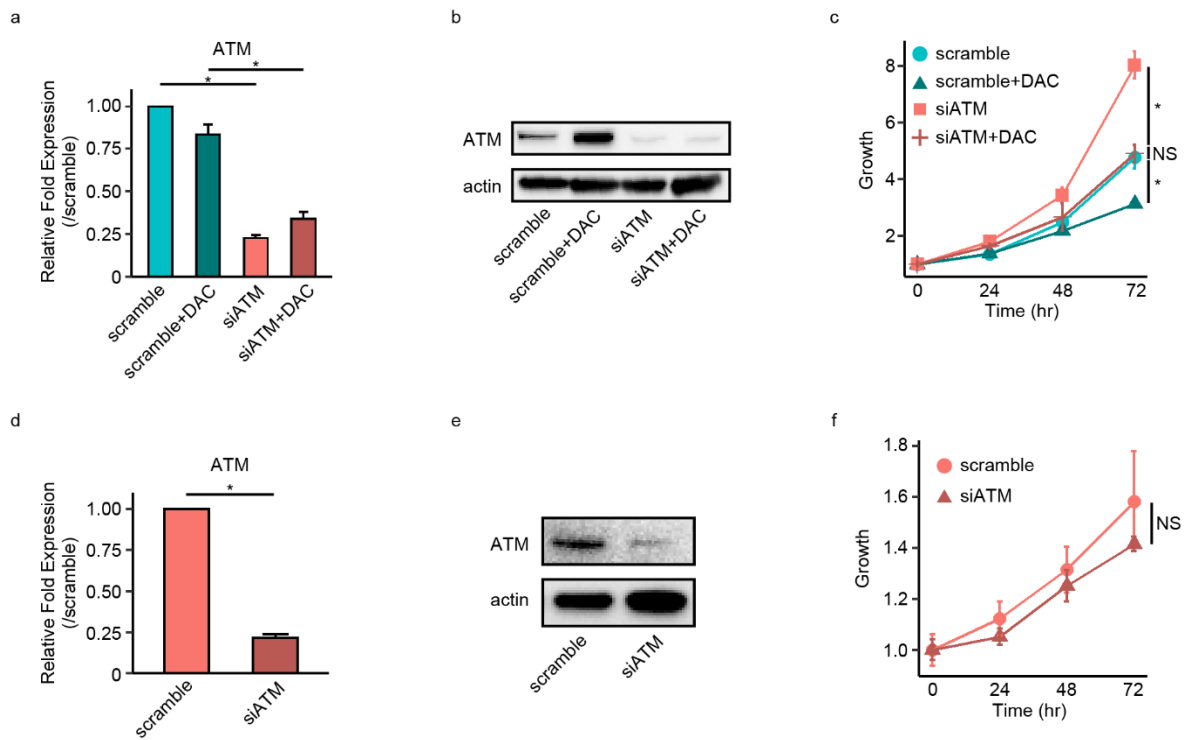 a
ATM
*
*
Relative Fold Expression
(/scramble)
1.00
0.75
0.50
0.25
0
scramble
scramble+DAC
siATM
siATM+DAC
b
ATM
actin
scramble
scramble+DAC
siATM
siATM+DAC
c
scramble
scramble+DAC
siATM
siATM+DAC
Growth
8
6
4
2
*
NS
*
0 24 48 72
Time (hr)
d
ATM
*
Relative Fold Expression
(/scramble)
1.00
0.75
0.50
0.25
0
scramble
siATM
e
ATM
actin
scramble
siATM
f
scramble
siATM
Growth
1.8
1.6
1.4
1.2
1.0
NS
0 24 48 72
Time (hr)